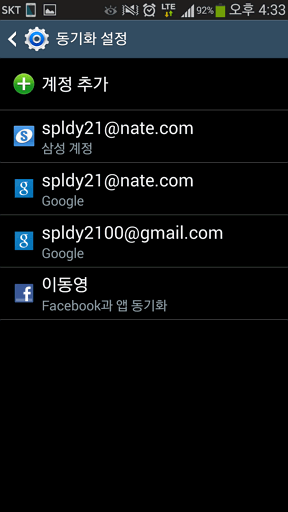 SKT LTE 92% 오후 4:33
동기화 설정
계정 추가
spldy21@nate.com
삼성 계정
spldy21@nate.com
Google
spldy2100@gmail.com
Google
이동영
Facebook과 앱 동기화